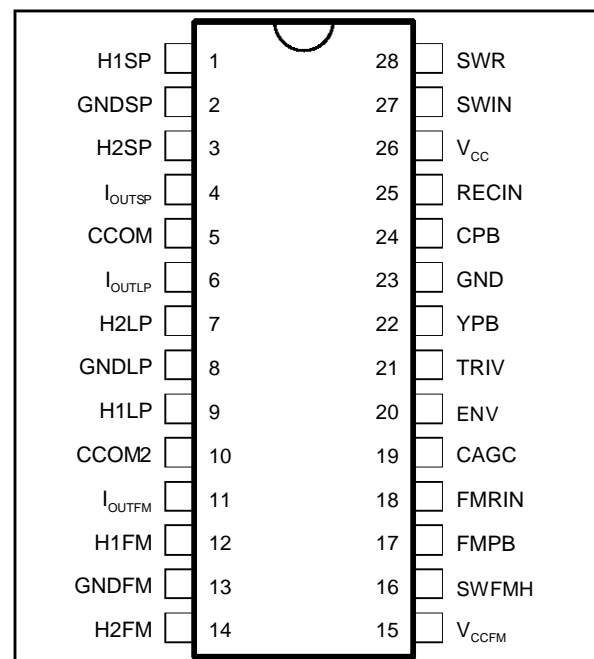 H1SP 1 28 SWR
GNDSP 2 27 SWIN
H2SP 3 26 VCC
IOUTSP 4 25 RECIN
CCOM 5 24 CPB
IOUTLP 6 23 GND
H2LP 7 22 YPB
GNDLP 8 21 TRIV
H1LP 9 20 ENV
CCOM2 10 19 CAGC
IOUTFM 11 18 FMRIN
H1FM 12 17 FMPB
GNDFM 13 16 SWFMH
H2FM 14 15 VCCFM